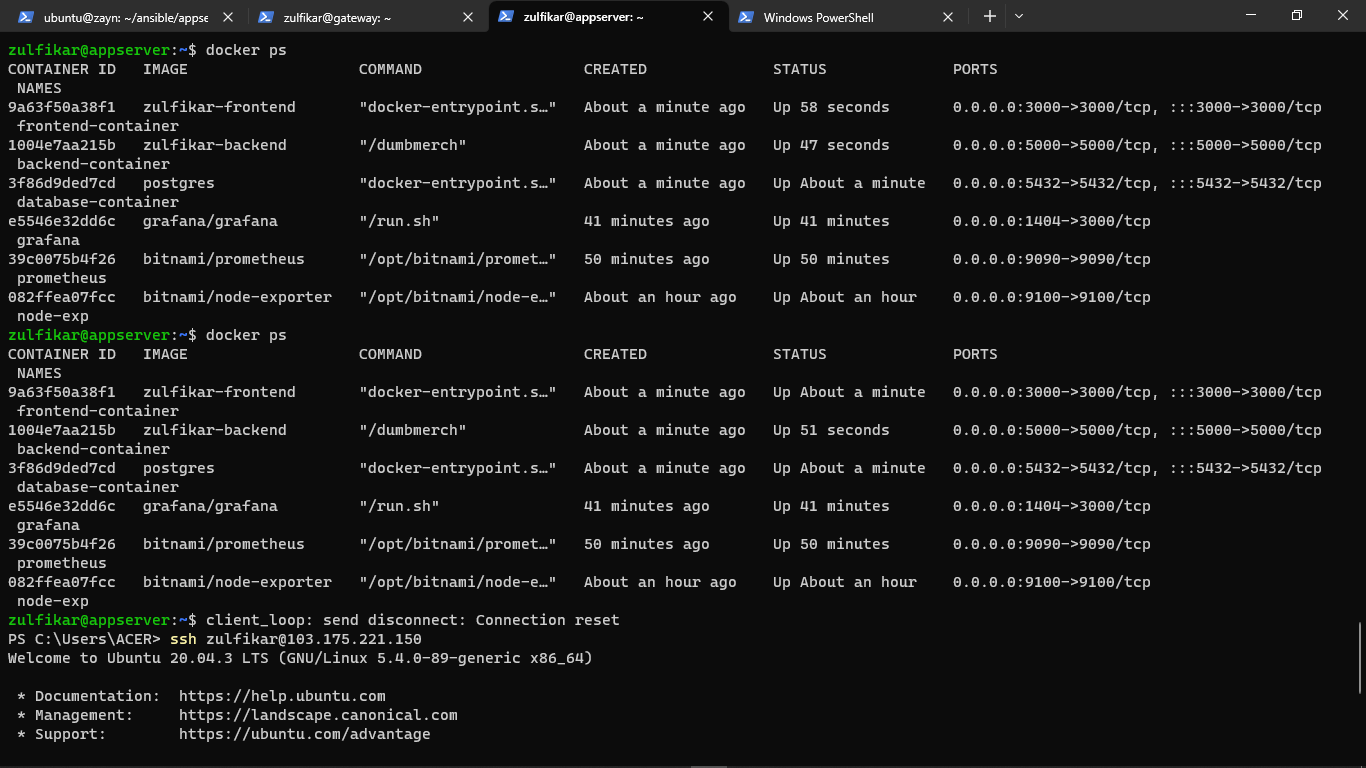 ubuntu@zayn: ~/ansible/appse
zulfikar@gateway: ~
zulfikar@appserver: ~
Windows PowerShell
zulfikar@appserver:~$ docker ps
CONTAINER ID   IMAGE                   COMMAND                  CREATED              STATUS              PORTS
 NAMES
9a63f50a38f1   zulfikar-frontend       "docker-entrypoint.s…"   About a minute ago   Up 58 seconds       0.0.0.0:3000->3000/tcp, :::3000->3000/tcp
 frontend-container
1004e7aa215b   zulfikar-backend        "/dumbmerch"             About a minute ago   Up 47 seconds       0.0.0.0:5000->5000/tcp, :::5000->5000/tcp
 backend-container
3f86d9ded7cd   postgres                "docker-entrypoint.s…"   About a minute ago   Up About a minute   0.0.0.0:5432->5432/tcp, :::5432->5432/tcp
 database-container
e5546e32dd6c   grafana/grafana         "/run.sh"                41 minutes ago       Up 41 minutes       0.0.0.0:1404->3000/tcp
 grafana
39c0075b4f26   bitnami/prometheus      "/opt/bitnami/promet…"   50 minutes ago       Up 50 minutes       0.0.0.0:9090->9090/tcp
 prometheus
082ffea07fcc   bitnami/node-exporter   "/opt/bitnami/node-e…"   About an hour ago    Up About an hour    0.0.0.0:9100->9100/tcp
 node-exp
zulfikar@appserver:~$ docker ps
CONTAINER ID   IMAGE                   COMMAND                  CREATED              STATUS              PORTS
 NAMES
9a63f50a38f1   zulfikar-frontend       "docker-entrypoint.s…"   About a minute ago   Up About a minute   0.0.0.0:3000->3000/tcp, :::3000->3000/tcp
 frontend-container
1004e7aa215b   zulfikar-backend        "/dumbmerch"             About a minute ago   Up 51 seconds       0.0.0.0:5000->5000/tcp, :::5000->5000/tcp
 backend-container
3f86d9ded7cd   postgres                "docker-entrypoint.s…"   About a minute ago   Up About a minute   0.0.0.0:5432->5432/tcp, :::5432->5432/tcp
 database-container
e5546e32dd6c   grafana/grafana         "/run.sh"                41 minutes ago       Up 41 minutes       0.0.0.0:1404->3000/tcp
 grafana
39c0075b4f26   bitnami/prometheus      "/opt/bitnami/promet…"   50 minutes ago       Up 50 minutes       0.0.0.0:9090->9090/tcp
 prometheus
082ffea07fcc   bitnami/node-exporter   "/opt/bitnami/node-e…"   About an hour ago    Up About an hour    0.0.0.0:9100->9100/tcp
 node-exp
zulfikar@appserver:~$ client_loop: send disconnect: Connection reset
PS C:\Users\ACER> ssh zulfikar@103.175.221.150
Welcome to Ubuntu 20.04.3 LTS (GNU/Linux 5.4.0-89-generic x86_64)
 * Documentation:  https://help.ubuntu.com
 * Management:     https://landscape.canonical.com
 * Support:        https://ubuntu.com/advantage